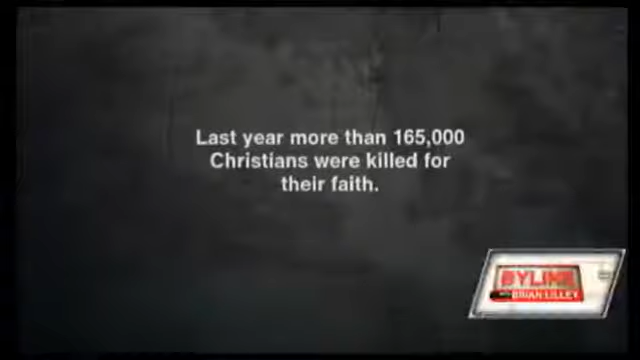 Last year more than 165,000
Christians were killed for
their faith.
BYLINE
BRIAN LILLEY